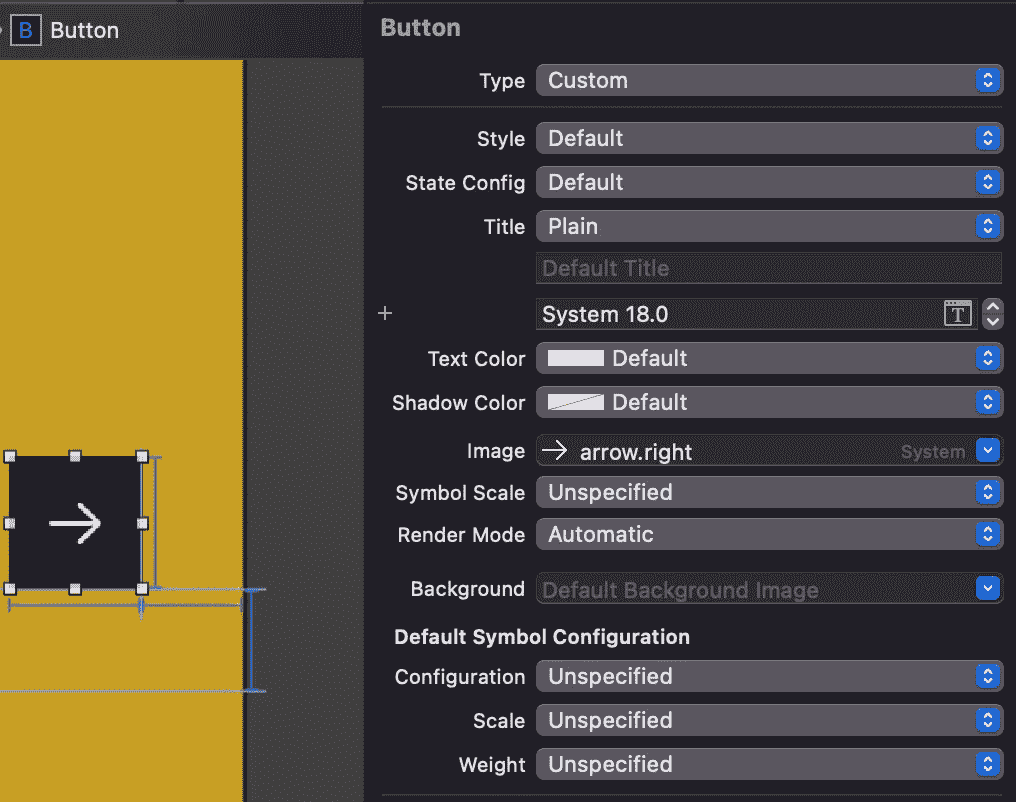 B Button
Button
Type Custom
Style Default
State Config Default
Title Plain
Default Title
+ System 18.0 T
Text Color Default
Shadow Color Default
Image arrow.right System
Symbol Scale Unspecified
Render Mode Automatic
Background Default Background Image
Default Symbol Configuration
Configuration Unspecified
Scale Unspecified
Weight Unspecified